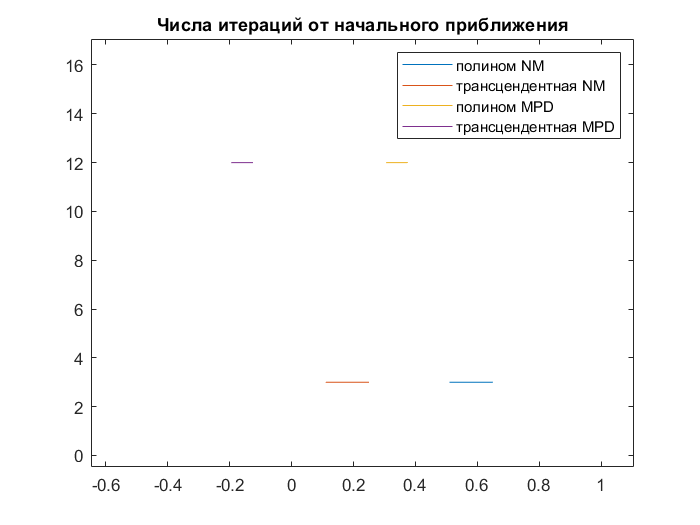 Числа итераций от начального приближения
полином NM
трансцендентная NM
полином MPD
трансцендентная MPD
16
14
12
10
8
6
4
2
0
-0.6 -0.4 -0.2 0 0.2 0.4 0.6 0.8 1